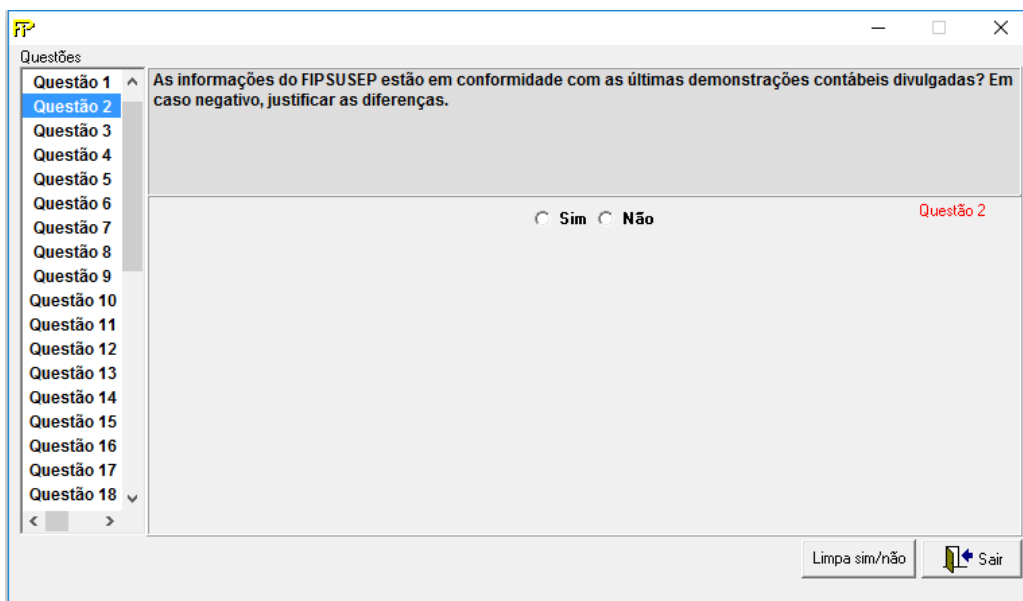 FIP
Questões
Questão 1
Questão 2
Questão 3
Questão 4
Questão 5
Questão 6
Questão 7
Questão 8
Questão 9
Questão 10
Questão 11
Questão 12
Questão 13
Questão 14
Questão 15
Questão 16
Questão 17
Questão 18
As informações do FIPSUSEP estão em conformidade com as últimas demonstrações contábeis divulgadas? Em
caso negativo, justificar as diferenças.
Sim Não
Questão 2
Limpa sim/não
Sair